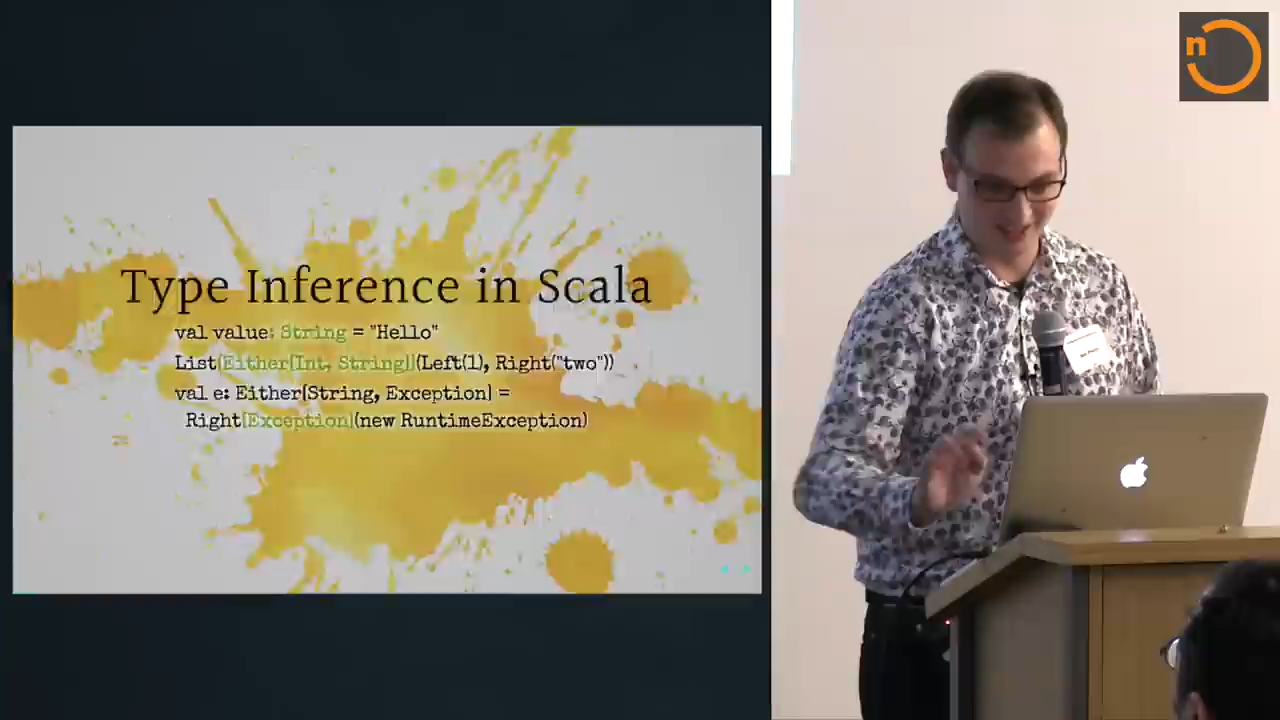 n
Type Inference in Scala
val value: String = "Hello"
List[Either[Int, String]](Left(1), Right("two"))
val e: Either[String, Exception] =
Right[Exception](new RuntimeException)